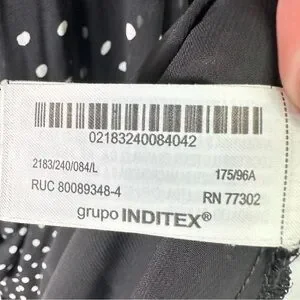 02183240084042
2183/240/084/L
175/96A
RUC 80089348-4
RN 77302
grupo INDITEX®